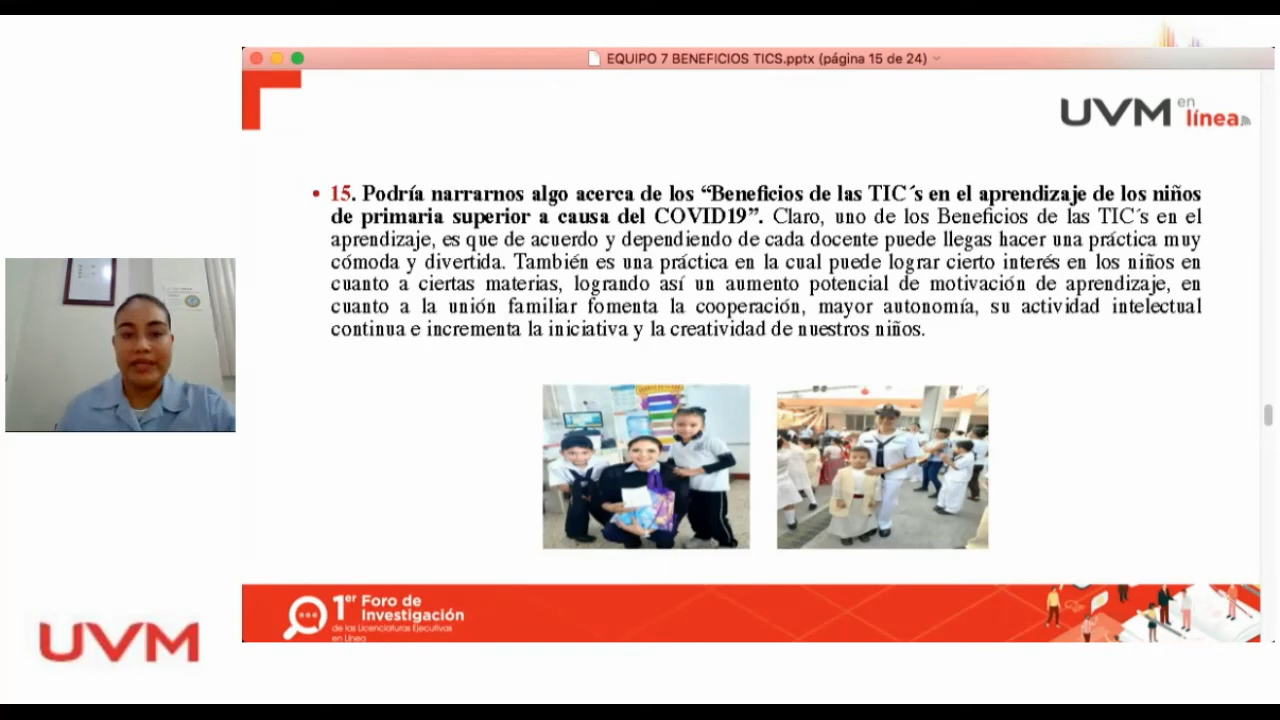 EQUIPO 7 BENEFICIOS TICS.pptx (página 15 de 24)
UVM en línea
• 15. Podría narrarnos algo acerca de los “Beneficios de las TIC´s en el aprendizaje de los niños
de primaria superior a causa del COVID19”. Claro, uno de los Beneficios de las TIC´s en el
aprendizaje, es que de acuerdo y dependiendo de cada docente puede llegas hacer una práctica muy
cómoda y divertida. También es una práctica en la cual puede lograr cierto interés en los niños en
cuanto a ciertas materias, logrando así un aumento potencial de motivación de aprendizaje, en
cuanto a la unión familiar fomenta la cooperación, mayor autonomía, su actividad intelectual
continua e incrementa la iniciativa y la creatividad de nuestros niños.
1er Foro de
Investigación
de las Licenciaturas Ejecutivas
en Línea
UVM